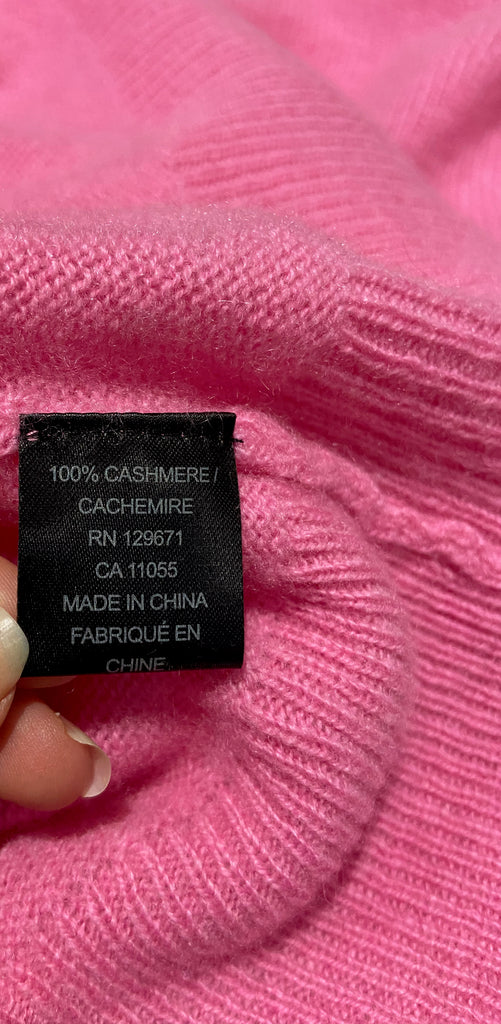 100% CASHMERE /
CACHEMIRE
RN 129671
CA 11055
MADE IN CHINA
FABRIQUÉ EN
CHINE